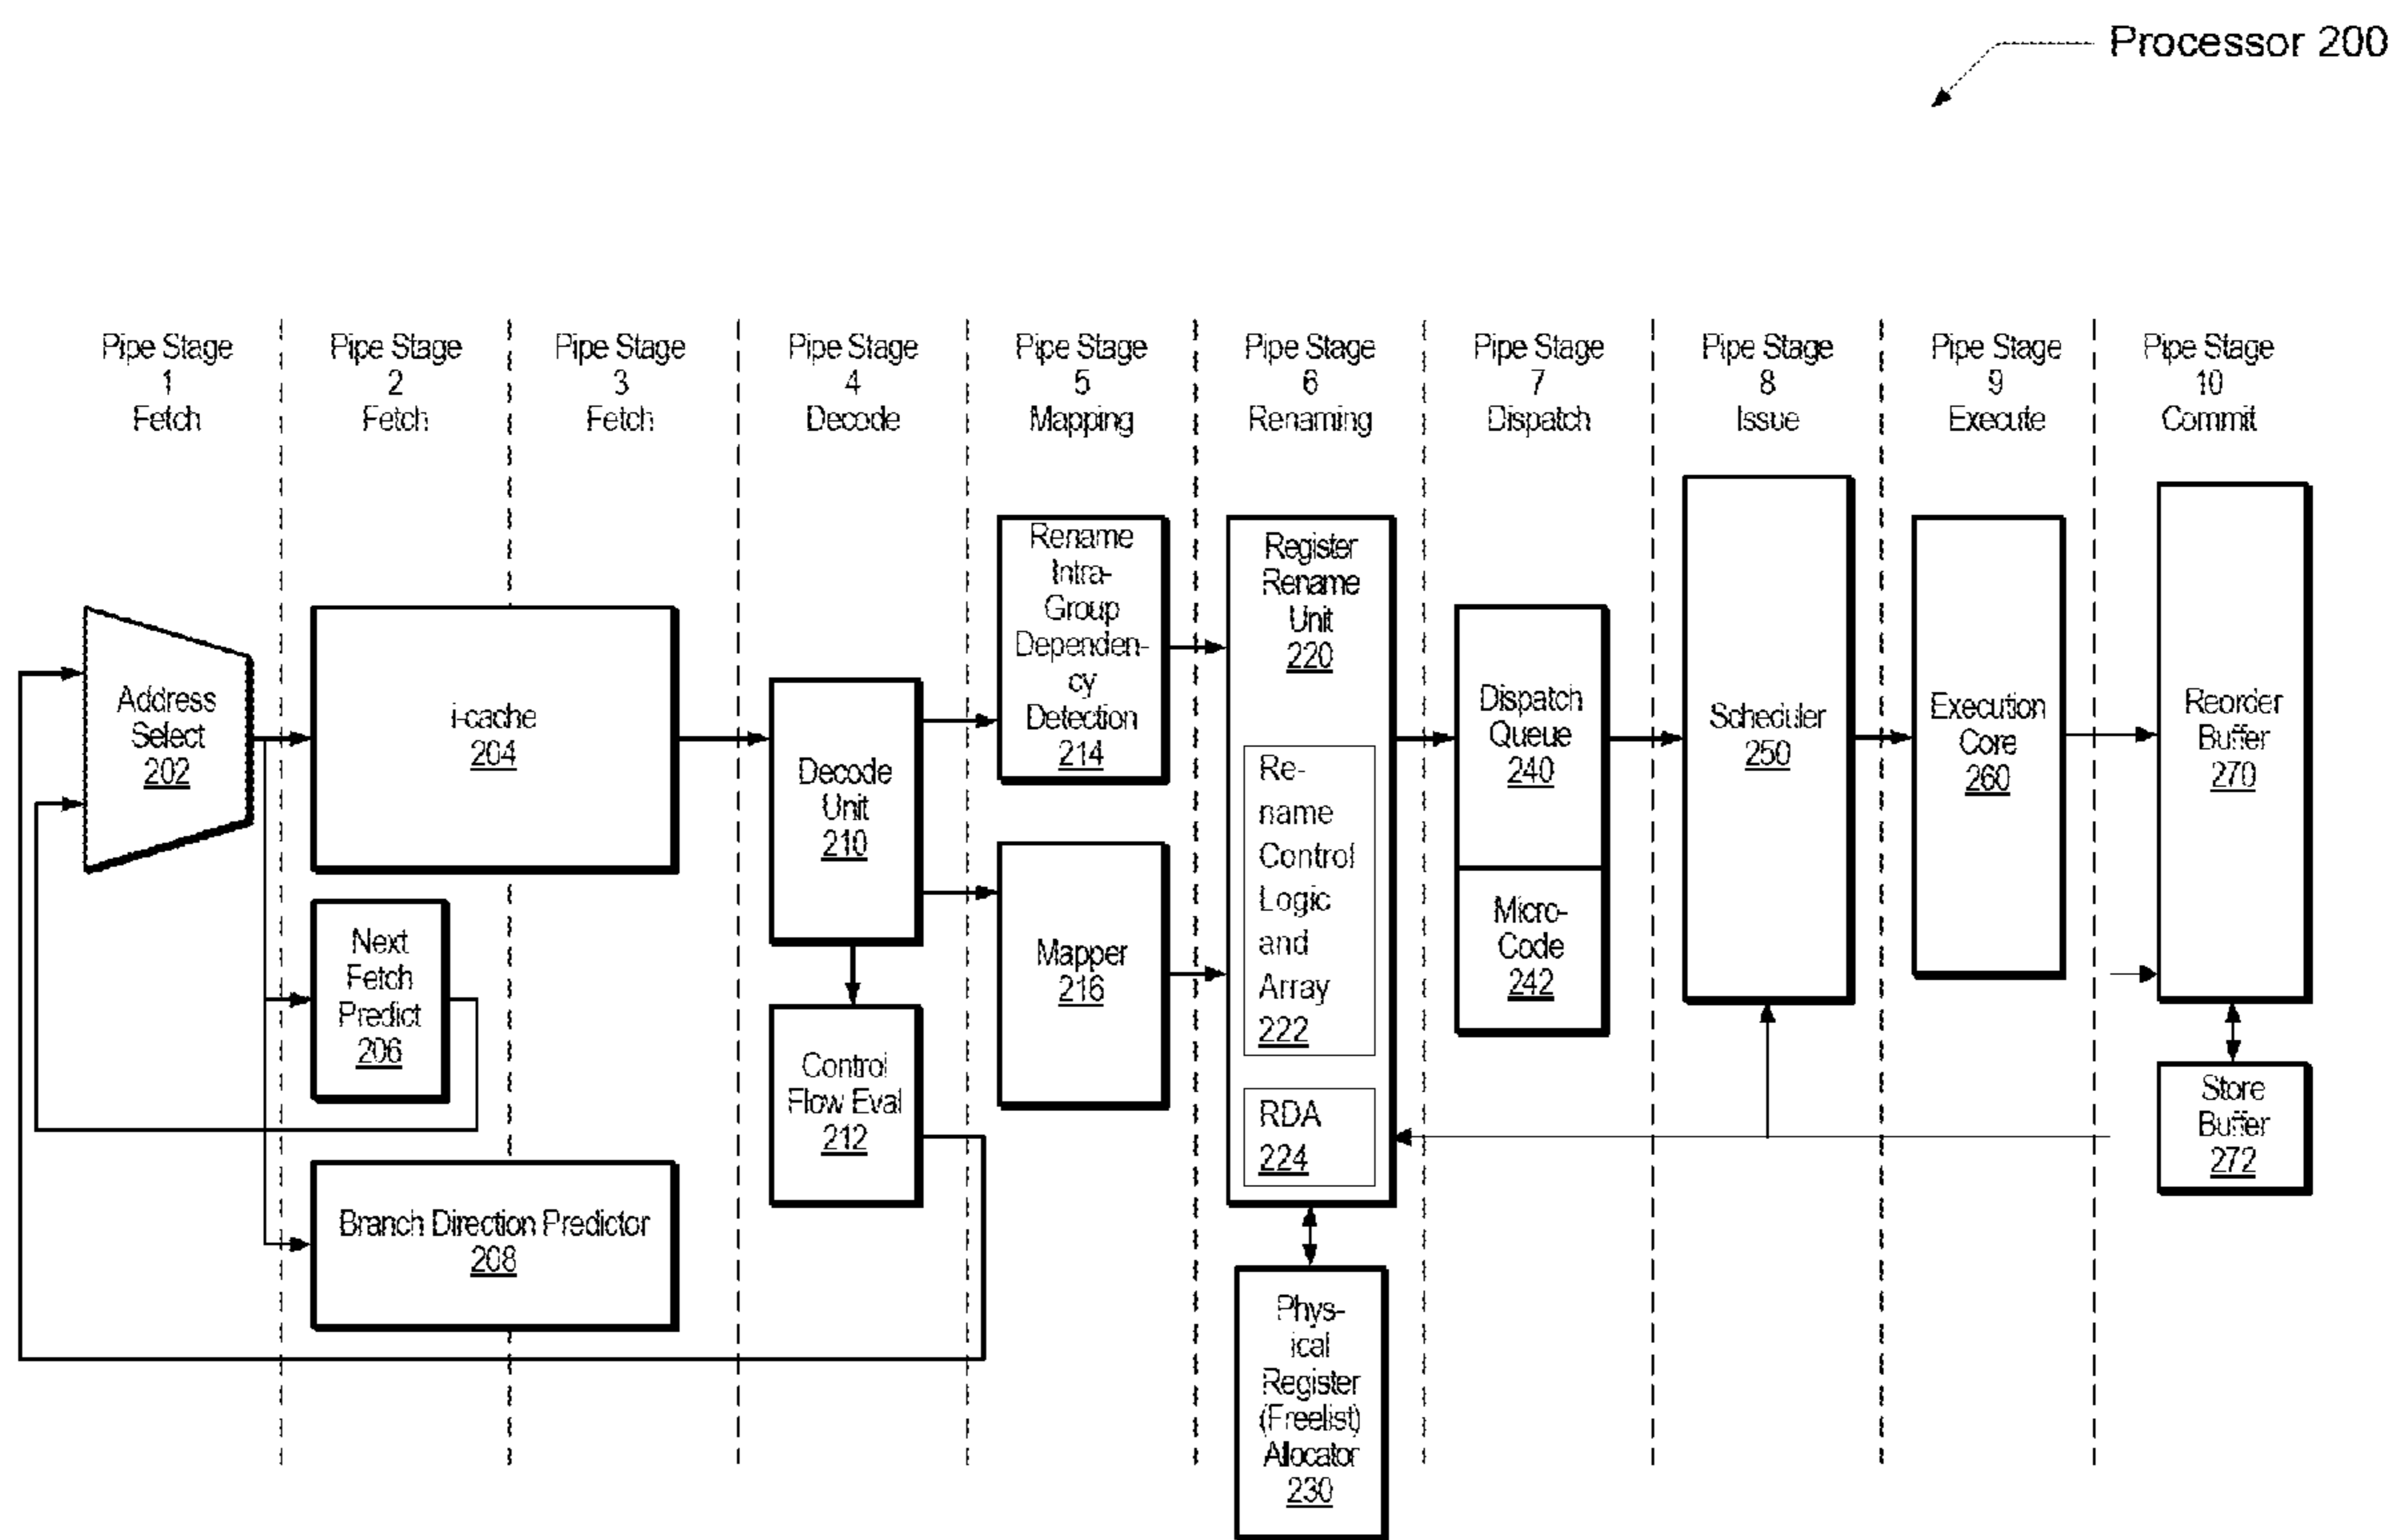 Processor 200
Pipe Stage
1
Fetch
Pipe Stage
2
Fetch
Pipe Stage
3
Fetch
Pipe Stage
4
Decode
Pipe Stage
5
Mapping
Pipe Stage
6
Renaming
Pipe Stage
7
Dispatch
Pipe Stage
8
Issue
Pipe Stage
9
Execute
Pipe Stage
10
Commit
Address
Select
202
i-cache
204
Next
Fetch
Predict
206
Branch Direction Predictor
208
Decode
Unit
210
Control
Flow Eval
212
Rename
Intra-
Group
Dependen-
cy
Detection
214
Mapper
216
Register
Rename
Unit
220
Re-
name
Control
Logic
and
Array
222
RDA
224
Phys-
ical
Register
(Freelist)
Allocator
230
Dispatch
Queue
240
Micro-
Code
242
Scheduler
250
Execution
Core
260
Reorder
Buffer
270
Store
Buffer
272